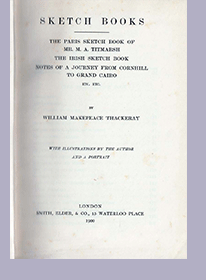 SKETCH BOOKS
THE PARIS SKETCH BOOK OF
MR. M. A. TITMARSH
THE IRISH SKETCH BOOK
NOTES OF A JOURNEY FROM CORNHILL
TO GRAND CAIRO
ETC. ETC.
BY
WILLIAM MAKEPEACE THACKERAY
WITH ILLUSTRATIONS BY THE AUTHOR
AND A PORTRAIT
LONDON
SMITH, ELDER, & CO., 15 WATERLOO PLACE